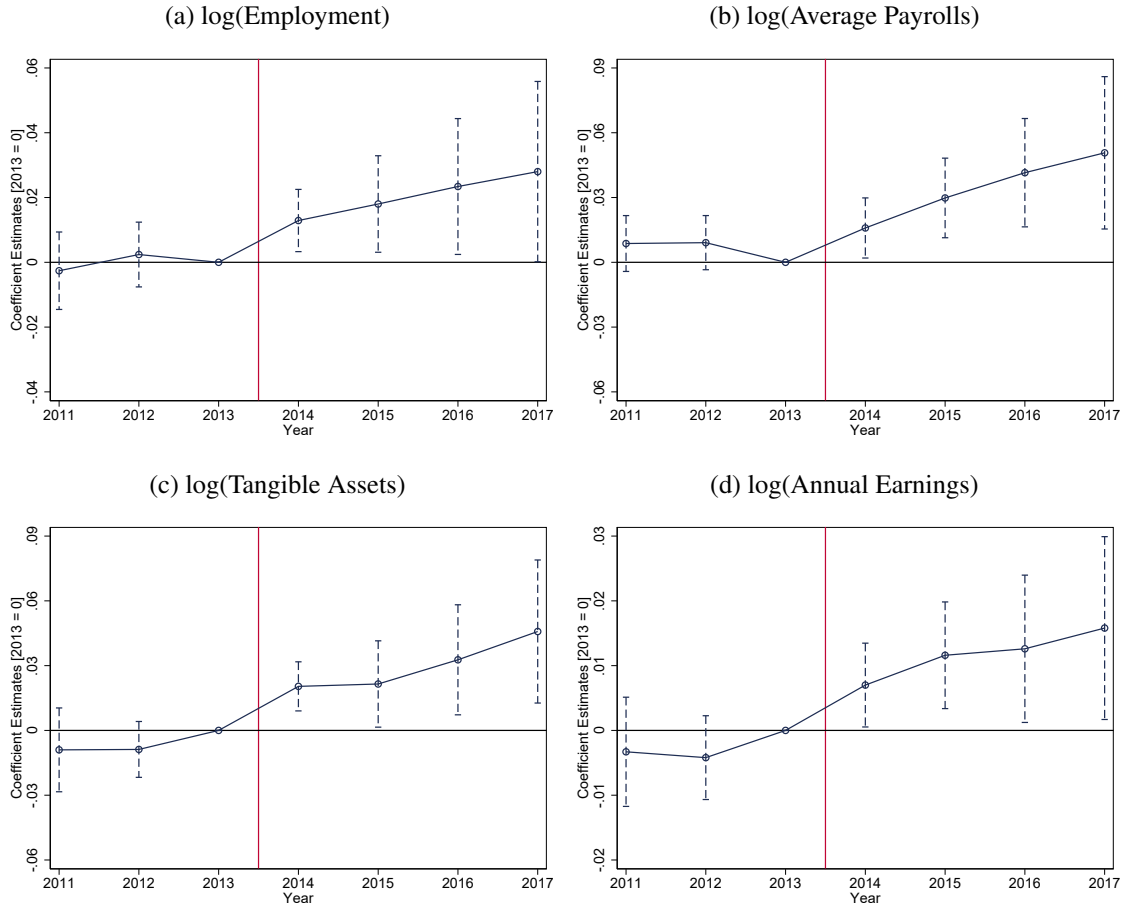 (a) log(Employment)
Coefficient Estimates [2013 = 0]
.06
.04
.02
0
-.02
-.04
2011 2012 2013 2014 2015 2016 2017
Year
(b) log(Average Payrolls)
Coefficient Estimates [2013 = 0]
.09
.06
.03
0
-.03
-.06
2011 2012 2013 2014 2015 2016 2017
Year
(c) log(Tangible Assets)
Coefficient Estimates [2013 = 0]
.09
.06
.03
0
-.03
-.06
2011 2012 2013 2014 2015 2016 2017
Year
(d) log(Annual Earnings)
Coefficient Estimates [2013 = 0]
.03
.02
.01
0
-.01
-.02
2011 2012 2013 2014 2015 2016 2017
Year